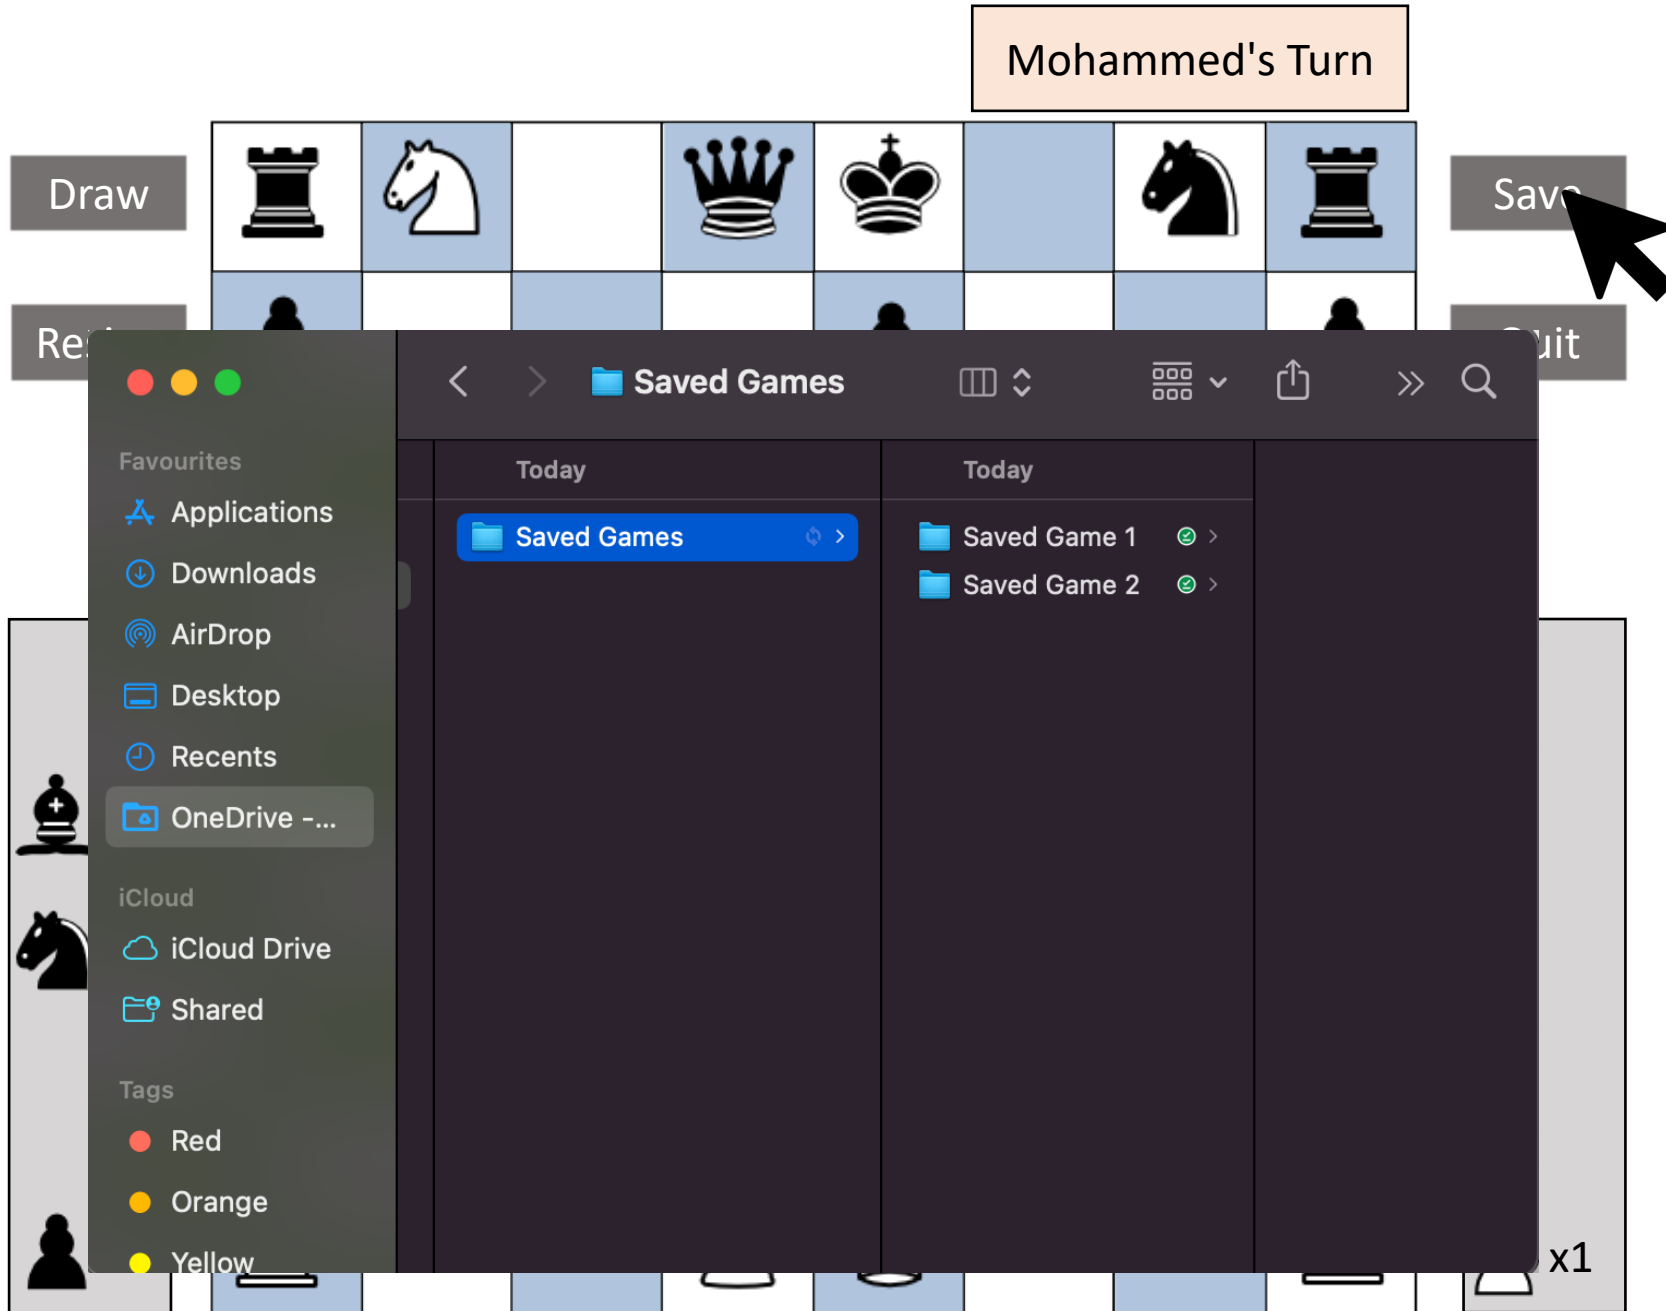 Mohammed's Turn
Draw
Save
Saved Games
Favourites
Applications
Downloads
AirDrop
Desktop
Recents
OneDrive -...
iCloud
iCloud Drive
Shared
Tags
Red
Orange
Yellow
Today
Saved Games
Today
Saved Game 1
Saved Game 2
x1